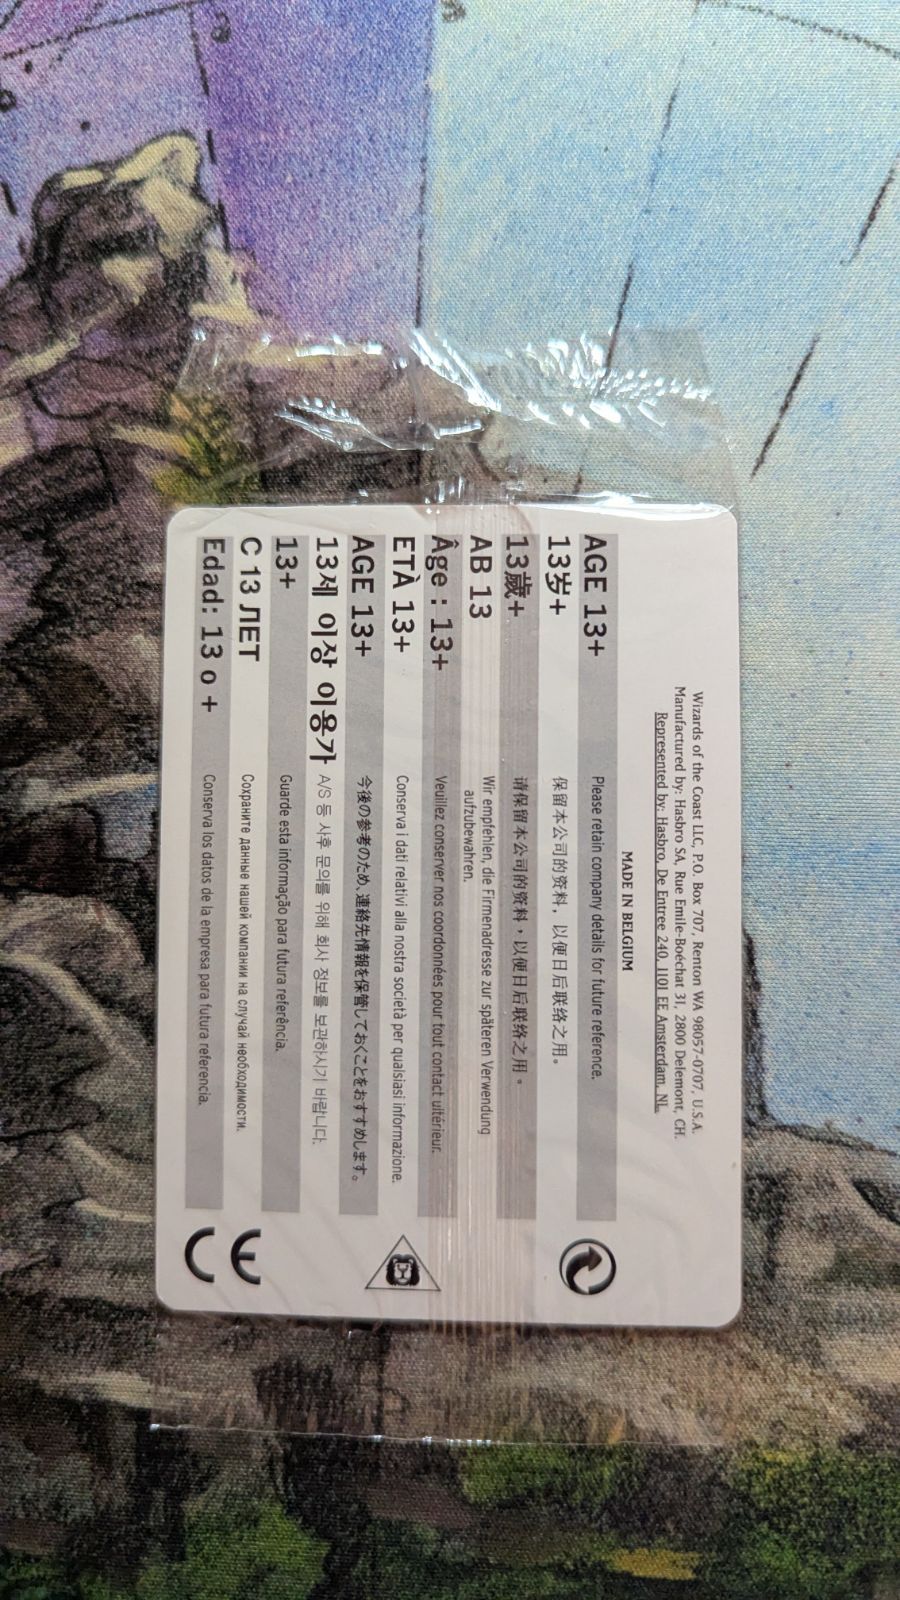 Wizards of the Coast LLC, P.O. Box 707, Renton WA 98057-0707, U.S.A.
Manufactured by: Hasbro SA, Rue Emile-Boéchat 31, 2800 Delemont, CH.
Represented by: Hasbro, De Entree 240, 1101 EE Amsterdam, NL
MADE IN BELGIUM
AGE 13+ Please retain company details for future reference.
13岁+ 保留本公司的资料，以便日后联络之用。
13歲+ 请保留本公司的资料，以便日后联络之用。
AB 13 Wir empfehlen, die Firmenadresse zur späteren Verwendung
aufzubewahren.
Âge : 13+ Veuillez conserver nos coordonnées pour tout contact ultérieur.
ETÀ 13+ Conserva i dati relativi alla nostra società per qualsiasi informazione.
AGE 13+ 今後の参考のため、連絡先情報を保管しておくことをおすすめします。
13세 이상 이용가 A/S 등 사후 문의를 위해 회사 정보를 보관하시기 바랍니다.
13+ Guarde esta informação para futura referência.
С 13 ЛЕТ Сохраните данные нашей компании на случай необходимости.
Edad: 13 o + Conserva los datos de la empresa para futura referencia.
CE